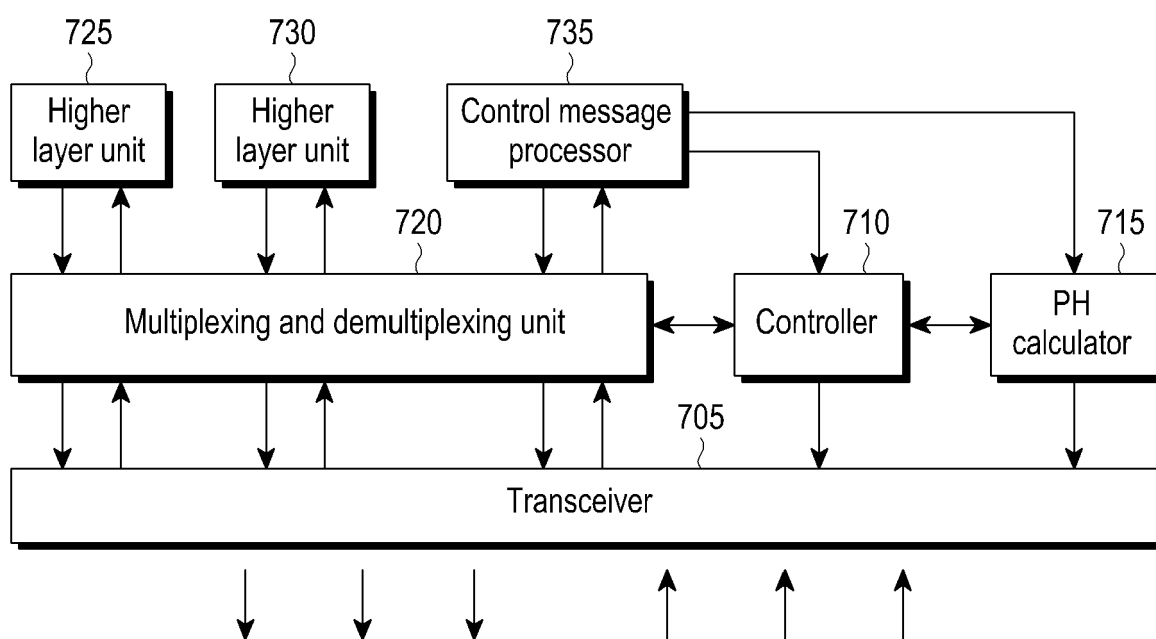 725
730
735
Higher
layer unit
Higher
layer unit
Control message
processor
720
710
715
Multiplexing and demultiplexing unit
Controller
PH
calculator
705
Transceiver